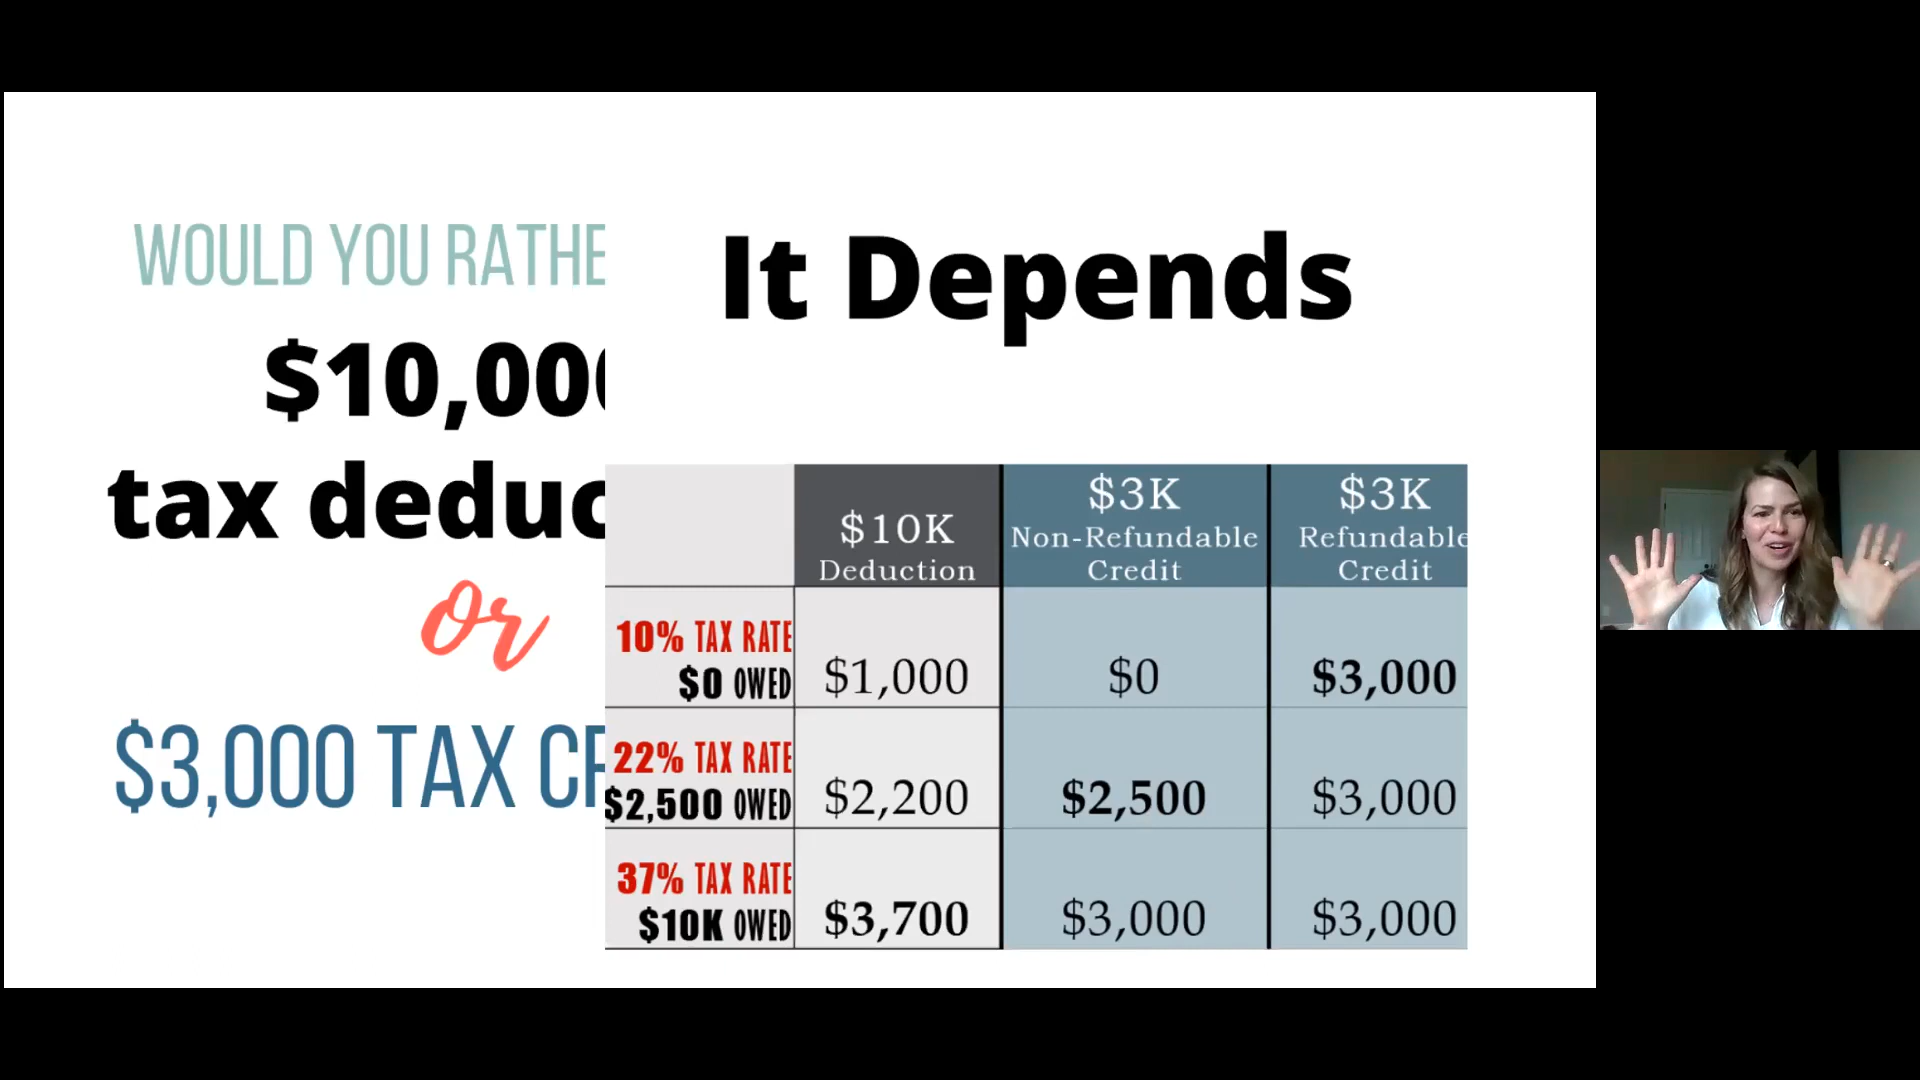 WOULD YOU RATHE
$10,000
tax deduc
or
$3,000 TAX CR
It Depends
$10K
Deduction
$3K
Non-Refundable
Credit
$3K
Refundable
Credit
10% TAX RATE
$0 OWED
$1,000
$0
$3,000
22% TAX RATE
$2,500 OWED
$2,200
$2,500
$3,000
37% TAX RATE
$10K OWED
$3,700
$3,000
$3,000